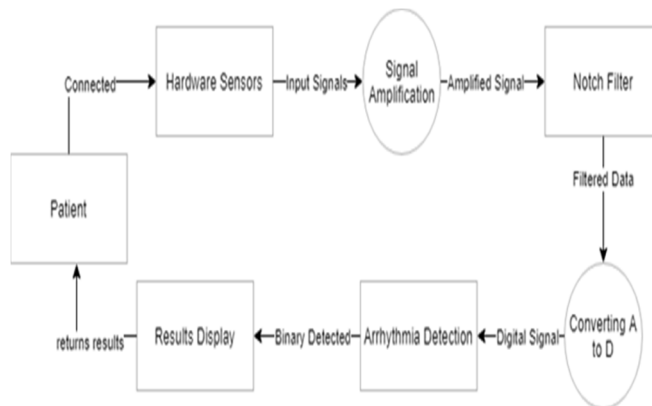 Connected
Hardware Sensors
Input Signals
Signal
Amplification
Amplified Signal
Notch Filter
Filtered Data
Converting A
to D
Digital Signal
Arrhythmia Detection
Binary Detected
Results Display
returns results
Patient